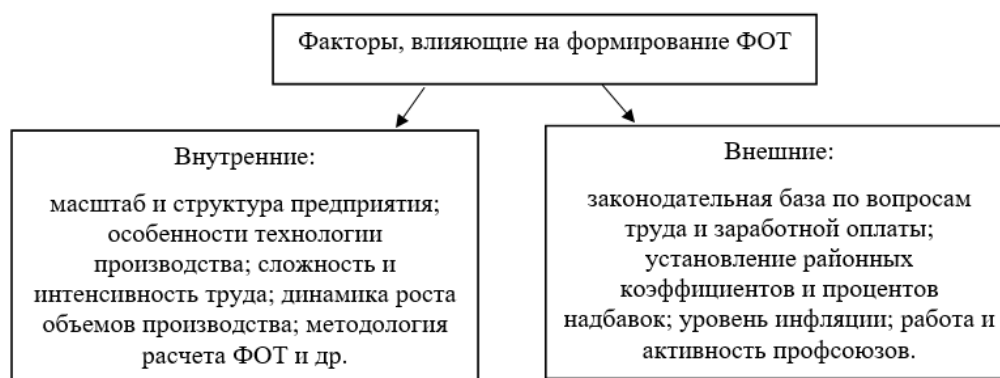 Факторы, влияющие на формирование ФОТ
Внутренние:
масштаб и структура предприятия;
особенности технологии
производства; сложность и
интенсивность труда; динамика роста
объемов производства; методология
расчета ФОТ и др.
Внешние:
законодательная база по вопросам
труда и заработной оплаты;
установление районных
коэффициентов и процентов
надбавок; уровень инфляции; работа и
активность профсоюзов.